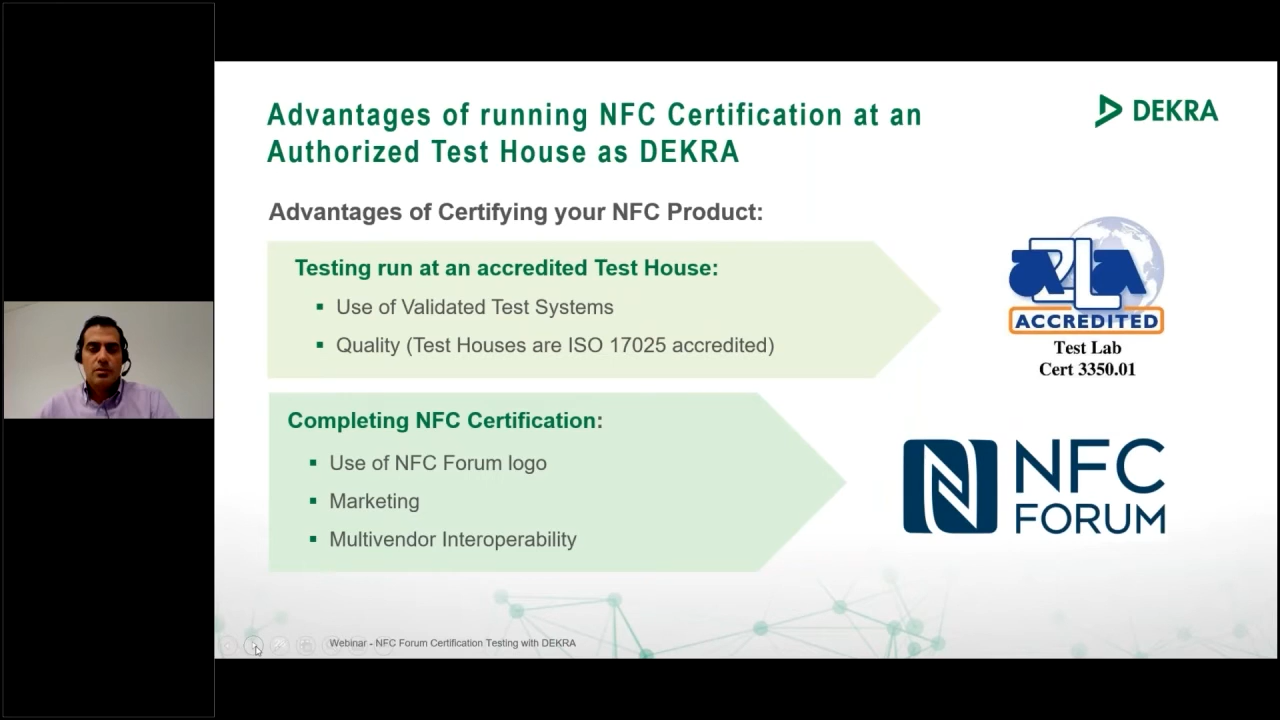 Advantages of running NFC Certification at an
Authorized Test House as DEKRA
DEKRA
Advantages of Certifying your NFC Product:
Testing run at an accredited Test House:
Use of Validated Test Systems
Quality (Test Houses are ISO 17025 accredited)
A2LA
ACCREDITED
Test Lab
Cert 3350.01
Completing NFC Certification:
Use of NFC Forum logo
Marketing
Multivendor Interoperability
NFC
FORUM
Webinar - NFC Forum Certification Testing with DEKRA